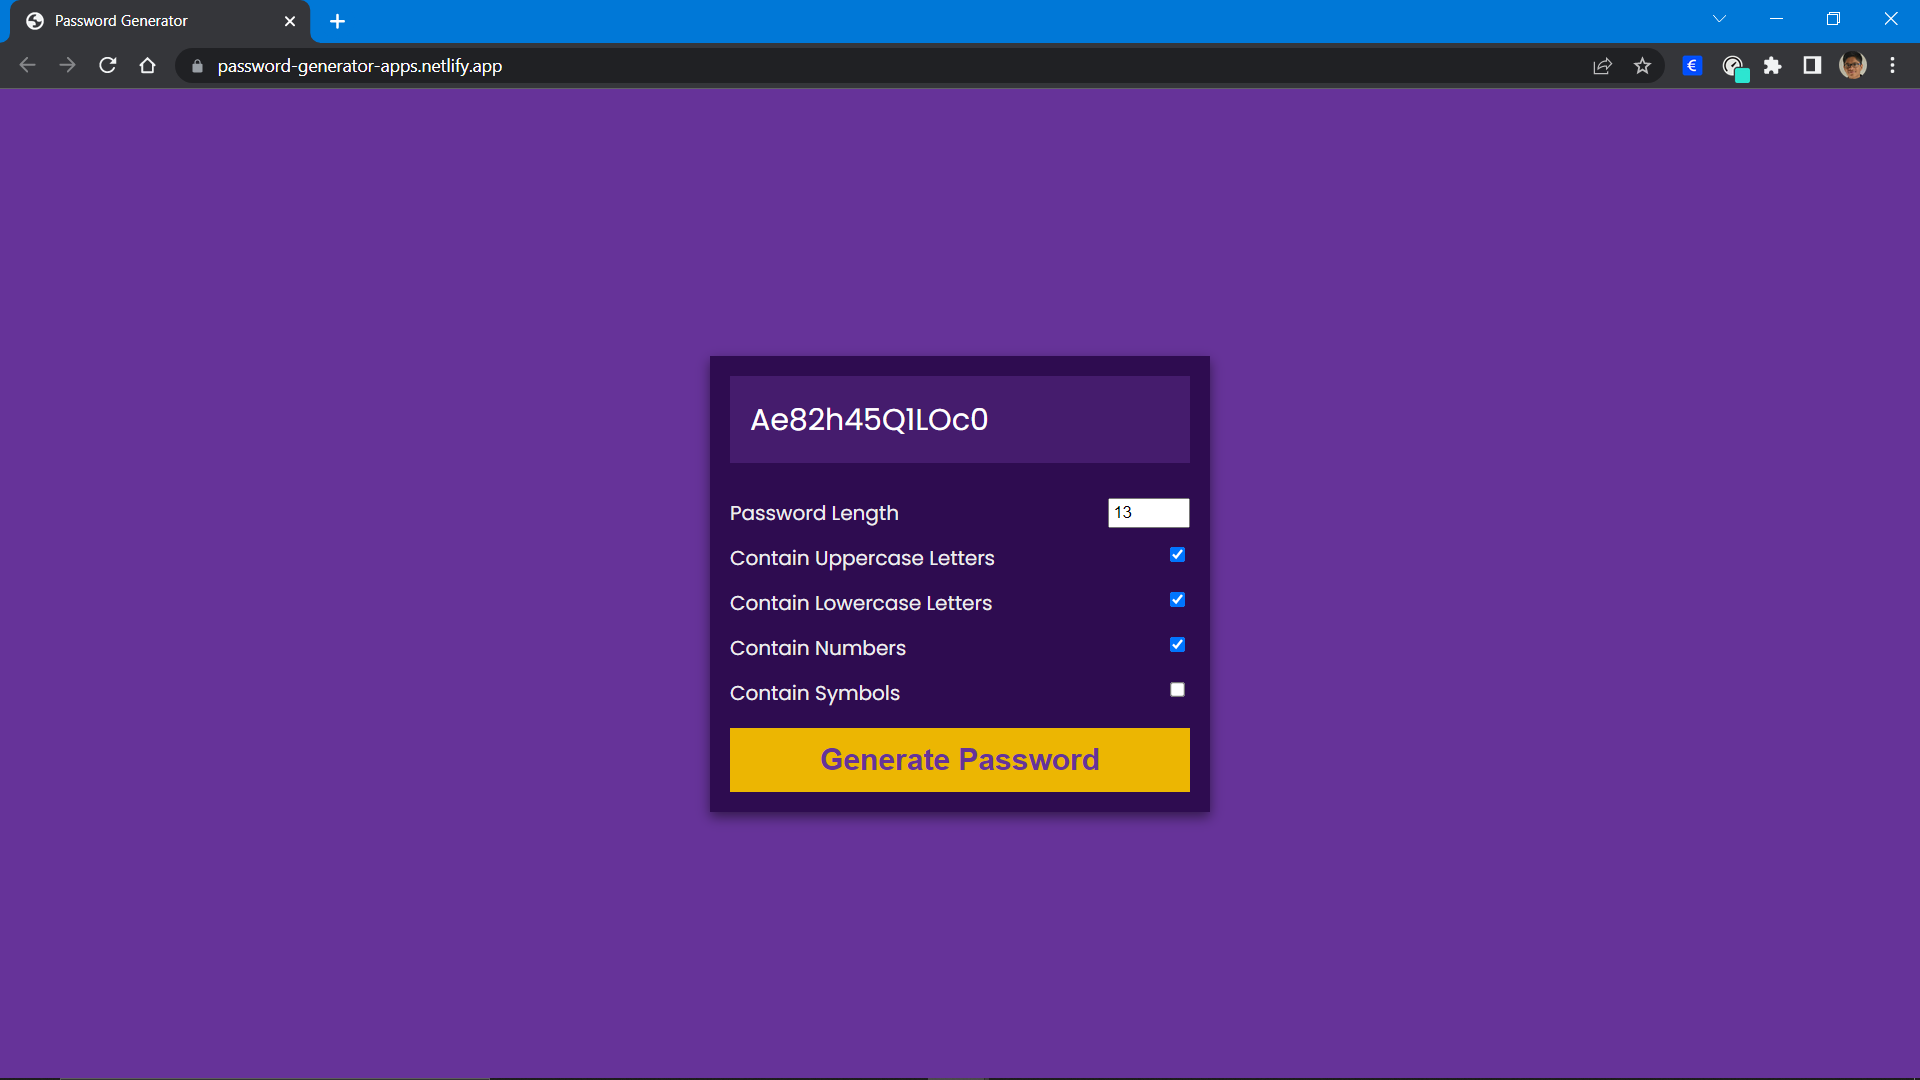 Password Generator
password-generator-apps.netlify.app
€
Ae82h45Q1LOc0
Password Length
13
Contain Uppercase Letters
Contain Lowercase Letters
Contain Numbers
Contain Symbols
Generate Password